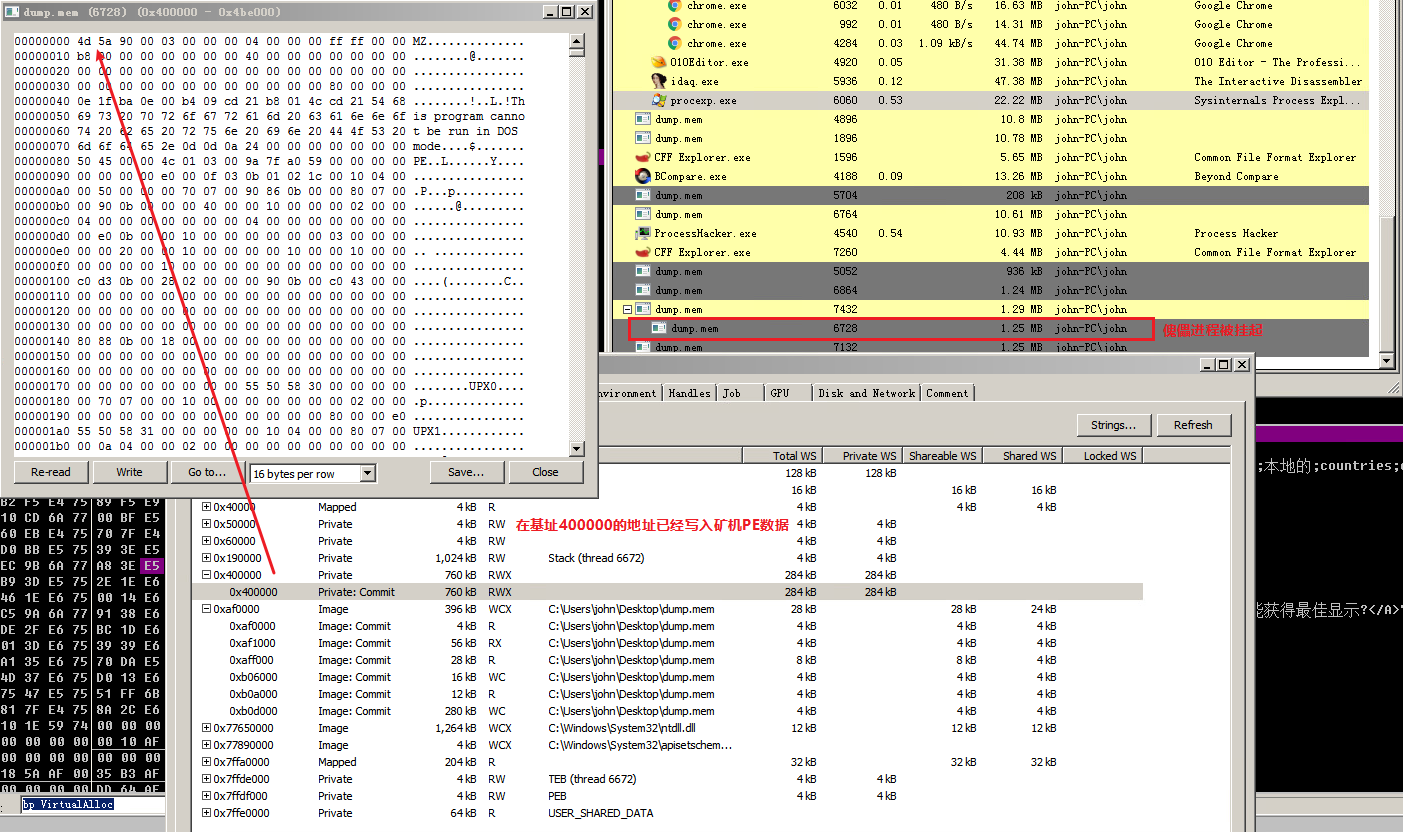 dump.mem (6728) (0x400000 - 0x4be000)
00000000 4d 5a 90 00 03 00 00 00 04 00 00 00 ff ff 00 00 MZ..............
00000010 b8 00 00 00 00 00 00 00 40 00 00 00 00 00 00 00 ........@.......
00000020 00 00 00 00 00 00 00 00 00 00 00 00 00 00 00 00 ................
00000030 00 00 00 00 00 00 00 00 00 00 00 00 80 00 00 00 ................
00000040 0e 1f ba 0e 00 b4 09 cd 21 b8 01 4c cd 21 54 68 ........!..L.!Th
00000050 69 73 20 70 72 6f 67 72 61 6d 20 63 61 6e 6e 6f is program canno
00000060 74 20 62 65 20 72 75 6e 20 69 6e 20 44 4f 53 20 t be run in DOS
00000070 6d 6f 64 65 2e 0d 0d 0a 24 00 00 00 00 00 00 00 mode....$.......
00000080 50 45 00 00 4c 01 03 00 9a 7f a0 59 00 00 00 00 PE..L......Y....
00000090 00 00 00 00 e0 00 0f 03 0b 01 02 1c 00 10 04 00 ................
000000a0 00 50 00 00 00 70 07 00 90 86 0b 00 00 80 07 00 .P...p..........
000000b0 00 90 0b 00 00 00 40 00 00 10 00 00 00 02 00 00 ......@.........
000000c0 04 00 00 00 00 00 00 00 04 00 00 00 00 00 00 00 ................
000000d0 00 e0 0b 00 00 10 00 00 00 00 00 00 03 00 00 00 ................
000000e0 00 00 20 00 00 10 00 00 00 00 10 00 00 10 00 00 .. .............
000000f0 00 00 00 00 10 00 00 00 00 00 00 00 00 00 00 00 ................
00000100 c0 d3 0b 00 28 02 00 00 00 90 0b 00 c0 43 00 00 ....(........C..
00000110 00 00 00 00 00 00 00 00 00 00 00 00 00 00 00 00 ................
00000120 00 00 00 00 00 00 00 00 00 00 00 00 00 00 00 00 ................
00000130 00 00 00 00 00 00 00 00 00 00 00 00 00 00 00 00 ................
00000140 80 88 0b 00 18 00 00 00 00 00 00 00 00 00 00 00 ................
00000150 00 00 00 00 00 00 00 00 00 00 00 00 00 00 00 00 ................
00000160 00 00 00 00 00 00 00 00 00 00 00 00 00 00 00 00 ................
00000170 00 00 00 00 00 00 00 00 55 50 58 30 00 00 00 00 ........UPX0....
00000180 00 70 07 00 00 10 00 00 00 00 00 00 00 02 00 00 .p..............
00000190 00 00 00 00 00 00 00 00 00 00 00 00 80 00 00 e0 ................
000001a0 55 50 58 31 00 00 00 00 00 10 04 00 00 80 07 00 UPX1............
000001b0 00 0a 04 00 00 02 00 00 00 00 00 00 00 00 00 00 ................
Re-read Write Go to... 16 bytes per row Save... Close
chrome.exe 6032 0.01 480 B/s 16.63 MB john-PC\john Google Chrome
chrome.exe 992 0.01 480 B/s 14.31 MB john-PC\john Google Chrome
chrome.exe 4284 0.03 1.09 kB/s 44.74 MB john-PC\john Google Chrome
010Editor.exe 4920 0.05 31.38 MB john-PC\john 010 Editor - The Professi...
idaq.exe 5936 0.12 47.38 MB john-PC\john The Interactive Disassembler
procexp.exe 6060 0.53 22.22 MB john-PC\john Sysinternals Process Expl...
dump.mem 4896 10.8 MB john-PC\john
dump.mem 1896 10.78 MB john-PC\john
CFF Explorer.exe 1596 5.65 MB john-PC\john Common File Format Explorer
BCompare.exe 4188 0.09 13.26 MB john-PC\john Beyond Compare
dump.mem 5704 208 kB john-PC\john
dump.mem 6764 10.61 MB john-PC\john
ProcessHacker.exe 4540 0.54 10.93 MB john-PC\john Process Hacker
CFF Explorer.exe 7260 4.44 MB john-PC\john Common File Format Explorer
dump.mem 5052 936 kB john-PC\john
dump.mem 6864 1.24 MB john-PC\john
dump.mem 7432 1.29 MB john-PC\john
dump.mem 6728 1.25 MB john-PC\john 傀儡进程被挂起
dump.mem 7132 1.25 MB john-PC\john
nvironment Handles Job GPU Disk and Network Comment
Strings... Refresh
Total WS Private WS Shareable WS Shared WS Locked WS
128 kB 128 kB
16 kB 16 kB 16 kB
0x40000 Mapped 4 kB R 4 kB 4 kB 4 kB
0x50000 Private 4 kB RW 4 kB 4 kB
在基址400000的地址已经写入矿机PE数据
0x60000 Private 4 kB RW 4 kB 4 kB
0x190000 Private 1,024 kB RW Stack (thread 6672) 4 kB 4 kB
0x400000 Private 760 kB RWX 284 kB 284 kB
0x400000 Private: Commit 760 kB RWX 284 kB 284 kB
0xaf0000 Image 396 kB WCX C:\Users\john\Desktop\dump.mem 28 kB 28 kB 24 kB
0xaf0000 Image: Commit 4 kB R C:\Users\john\Desktop\dump.mem 4 kB 4 kB 4 kB
0xaf1000 Image: Commit 56 kB RX C:\Users\john\Desktop\dump.mem 4 kB 4 kB 4 kB
0xaff000 Image: Commit 28 kB R C:\Users\john\Desktop\dump.mem 8 kB 8 kB 4 kB
0xb06000 Image: Commit 16 kB WC C:\Users\john\Desktop\dump.mem 4 kB 4 kB 4 kB
0xb0a000 Image: Commit 12 kB R C:\Users\john\Desktop\dump.mem 4 kB 4 kB 4 kB
0xb0d000 Image: Commit 280 kB WC C:\Users\john\Desktop\dump.mem 4 kB 4 kB 4 kB
0x77650000 Image 1,264 kB WCX C:\Windows\System32\ntdll.dll 12 kB 12 kB 12 kB
0x77890000 Image 4 kB WCX C:\Windows\System32\apisetschem...
0x7ffa0000 Mapped 204 kB R 32 kB 32 kB 32 kB
0x7ffde000 Private 4 kB RW TEB (thread 6672) 4 kB 4 kB
0x7ffdf000 Private 4 kB RW PEB 4 kB 4 kB
0x7ffe0000 Private 64 kB R USER_SHARED_DATA
B2 F5 E4 75 89 F5 E9
10 CD 6A 77 00 BF E5
60 EB E4 75 70 7F E4
D0 BB E5 75 39 3E E5
EC 9B 6A 77 A8 3E E5
B9 3D E5 75 2E 1E E6
46 1E E6 75 00 14 E6
C5 9A 6A 77 91 38 E6
DE 2F E6 75 BC 1D E6
01 3D E6 75 39 39 E6
A1 35 E6 75 70 DA E5
4D 37 E6 75 D0 13 E6
75 47 E5 75 51 FF 6B
81 7F E4 75 8A 2C E6
10 1E 59 74 00 00 00
00 00 00 00 00 10 AF
00 00 00 00 00 00 00
18 5A AF 00 35 B3 AF
00 00 00 00 DD 64 AF
bp VirtualAlloc
;本地的;countries;
能获得最佳显示?</A>